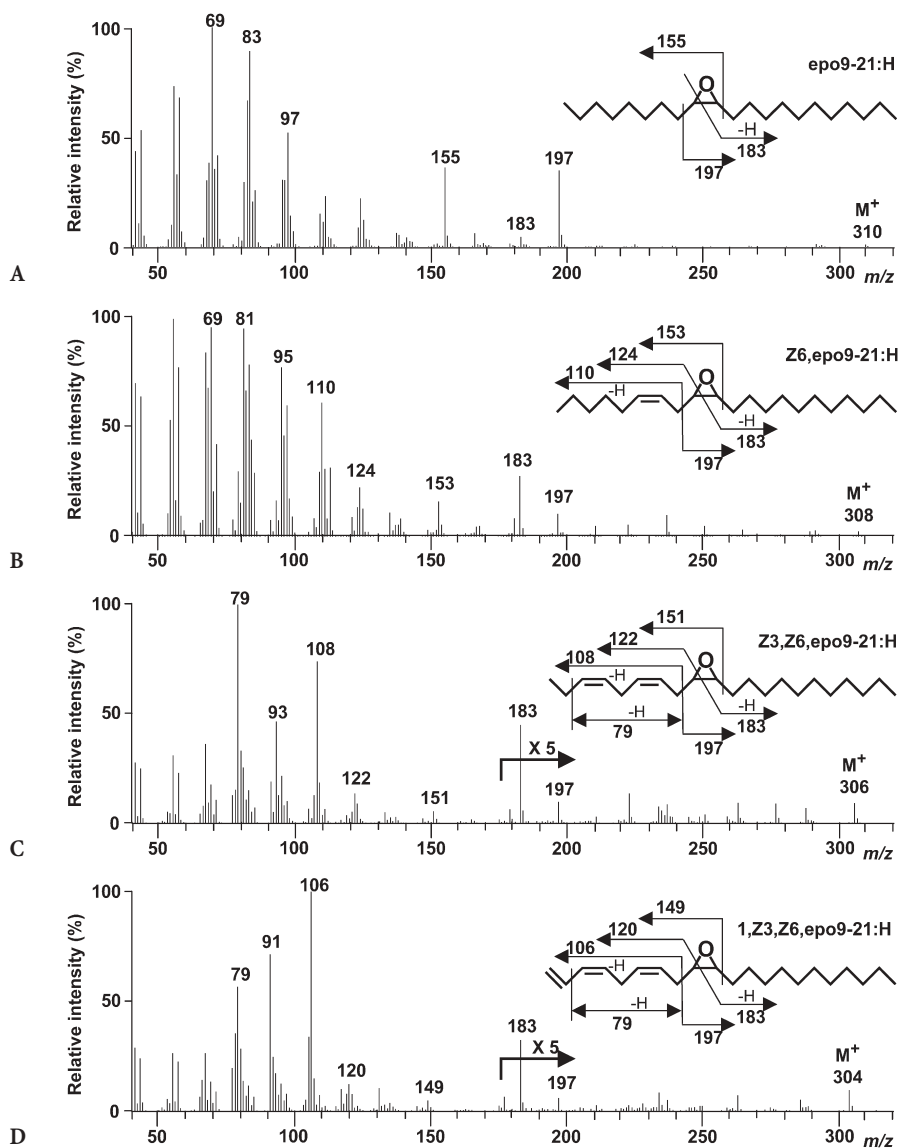 100
50
0
Relative intensity (%)
69
83
97
155
183
197
155
epo9-21:H
O
-H
183
197
M+
310
50 100 150 200 250 300 m/z
A
100
50
0
Relative intensity (%)
69
81
95
110
124
153
183
197
153
124
110
-H
Z6,epo9-21:H
O
-H
183
197
M+
308
50 100 150 200 250 300 m/z
B
100
50
0
Relative intensity (%)
79
93
108
122
151
183
X 5
197
151
122
108
-H
Z3,Z6,epo9-21:H
O
-H
79
-H
183
197
M+
306
50 100 150 200 250 300 m/z
C
100
50
0
Relative intensity (%)
79
91
106
120
149
183
X 5
197
149
120
106
-H
1,Z3,Z6,epo9-21:H
O
-H
79
-H
183
197
M+
304
50 100 150 200 250 300 m/z
D